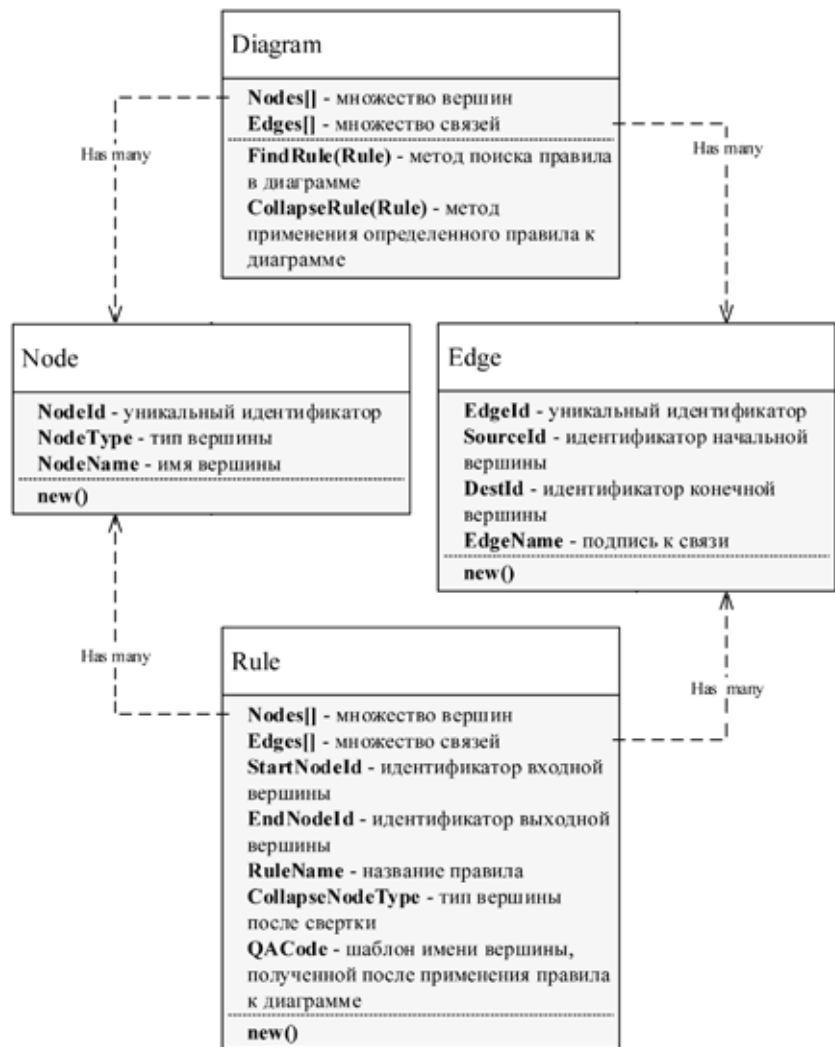 Diagram
Nodes[] - множество вершин
Edges[] - множество связей
FindRule(Rule) - метод поиска правила
в диаграмме
CollapseRule(Rule) - метод
применения определенного правила к
диаграмме
Has many
Has many
Node
NodeId - уникальный идентификатор
NodeType - тип вершины
NodeName - имя вершины
new()
Edge
EdgeId - уникальный идентификатор
SourceId - идентификатор начальной
вершины
DestId - идентификатор конечной
вершины
EdgeName - подпись к связи
new()
Has many
Has many
Rule
Nodes[] - множество вершин
Edges[] - множество связей
StartNodeId - идентификатор входной
вершины
EndNodeId - идентификатор выходной
вершины
RuleName - название правила
CollapseNodeType - тип вершины
после свертки
QACode - шаблон имени вершины,
полученной после применения правила
к диаграмме
new()